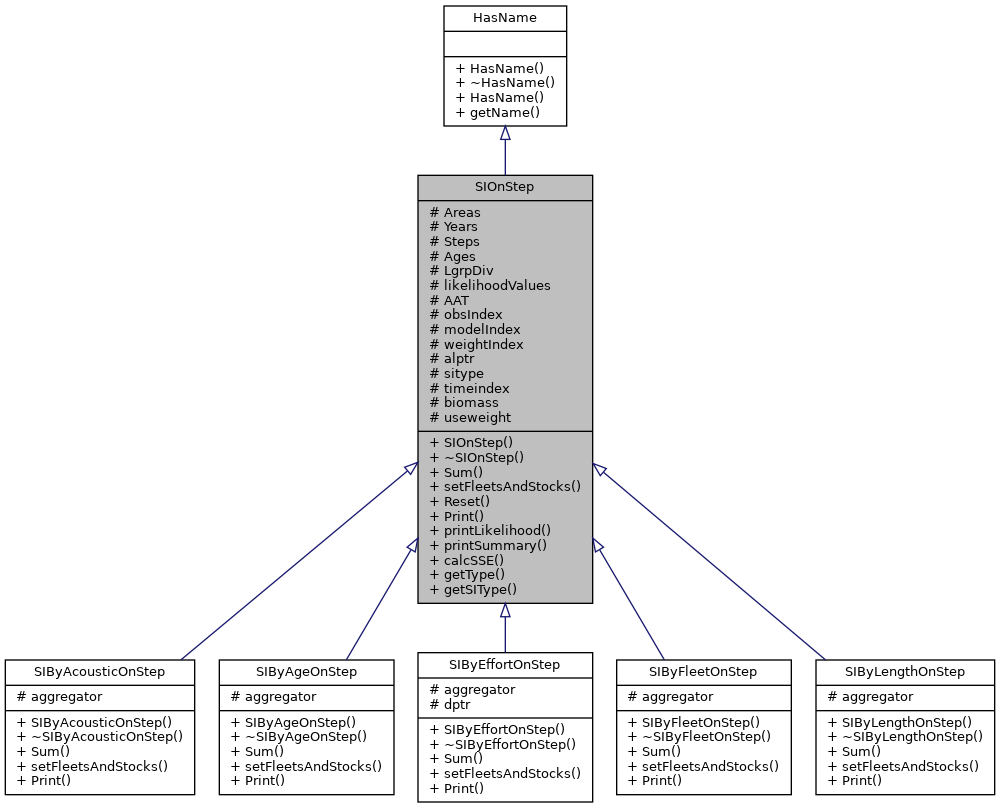 HasName
+ HasName()
+ ~HasName()
+ HasName()
+ getName()
SIOnStep
# Areas
# Years
# Steps
# Ages
# LgrpDiv
# likelihoodValues
# AAT
# obsIndex
# modelIndex
# weightIndex
# alptr
# sitype
# timeindex
# biomass
# useweight
+ SIOnStep()
+ ~SIOnStep()
+ Sum()
+ setFleetsAndStocks()
+ Reset()
+ Print()
+ printLikelihood()
+ printSummary()
+ calcSSE()
+ getType()
+ getSIType()
SIByAcousticOnStep
# aggregator
+ SIByAcousticOnStep()
+ ~SIByAcousticOnStep()
+ Sum()
+ setFleetsAndStocks()
+ Print()
SIByAgeOnStep
# aggregator
+ SIByAgeOnStep()
+ ~SIByAgeOnStep()
+ Sum()
+ setFleetsAndStocks()
+ Print()
SIByEffortOnStep
# aggregator
# dptr
+ SIByEffortOnStep()
+ ~SIByEffortOnStep()
+ Sum()
+ setFleetsAndStocks()
+ Print()
SIByFleetOnStep
# aggregator
+ SIByFleetOnStep()
+ ~SIByFleetOnStep()
+ Sum()
+ setFleetsAndStocks()
+ Print()
SIByLengthOnStep
# aggregator
+ SIByLengthOnStep()
+ ~SIByLengthOnStep()
+ Sum()
+ setFleetsAndStocks()
+ Print()